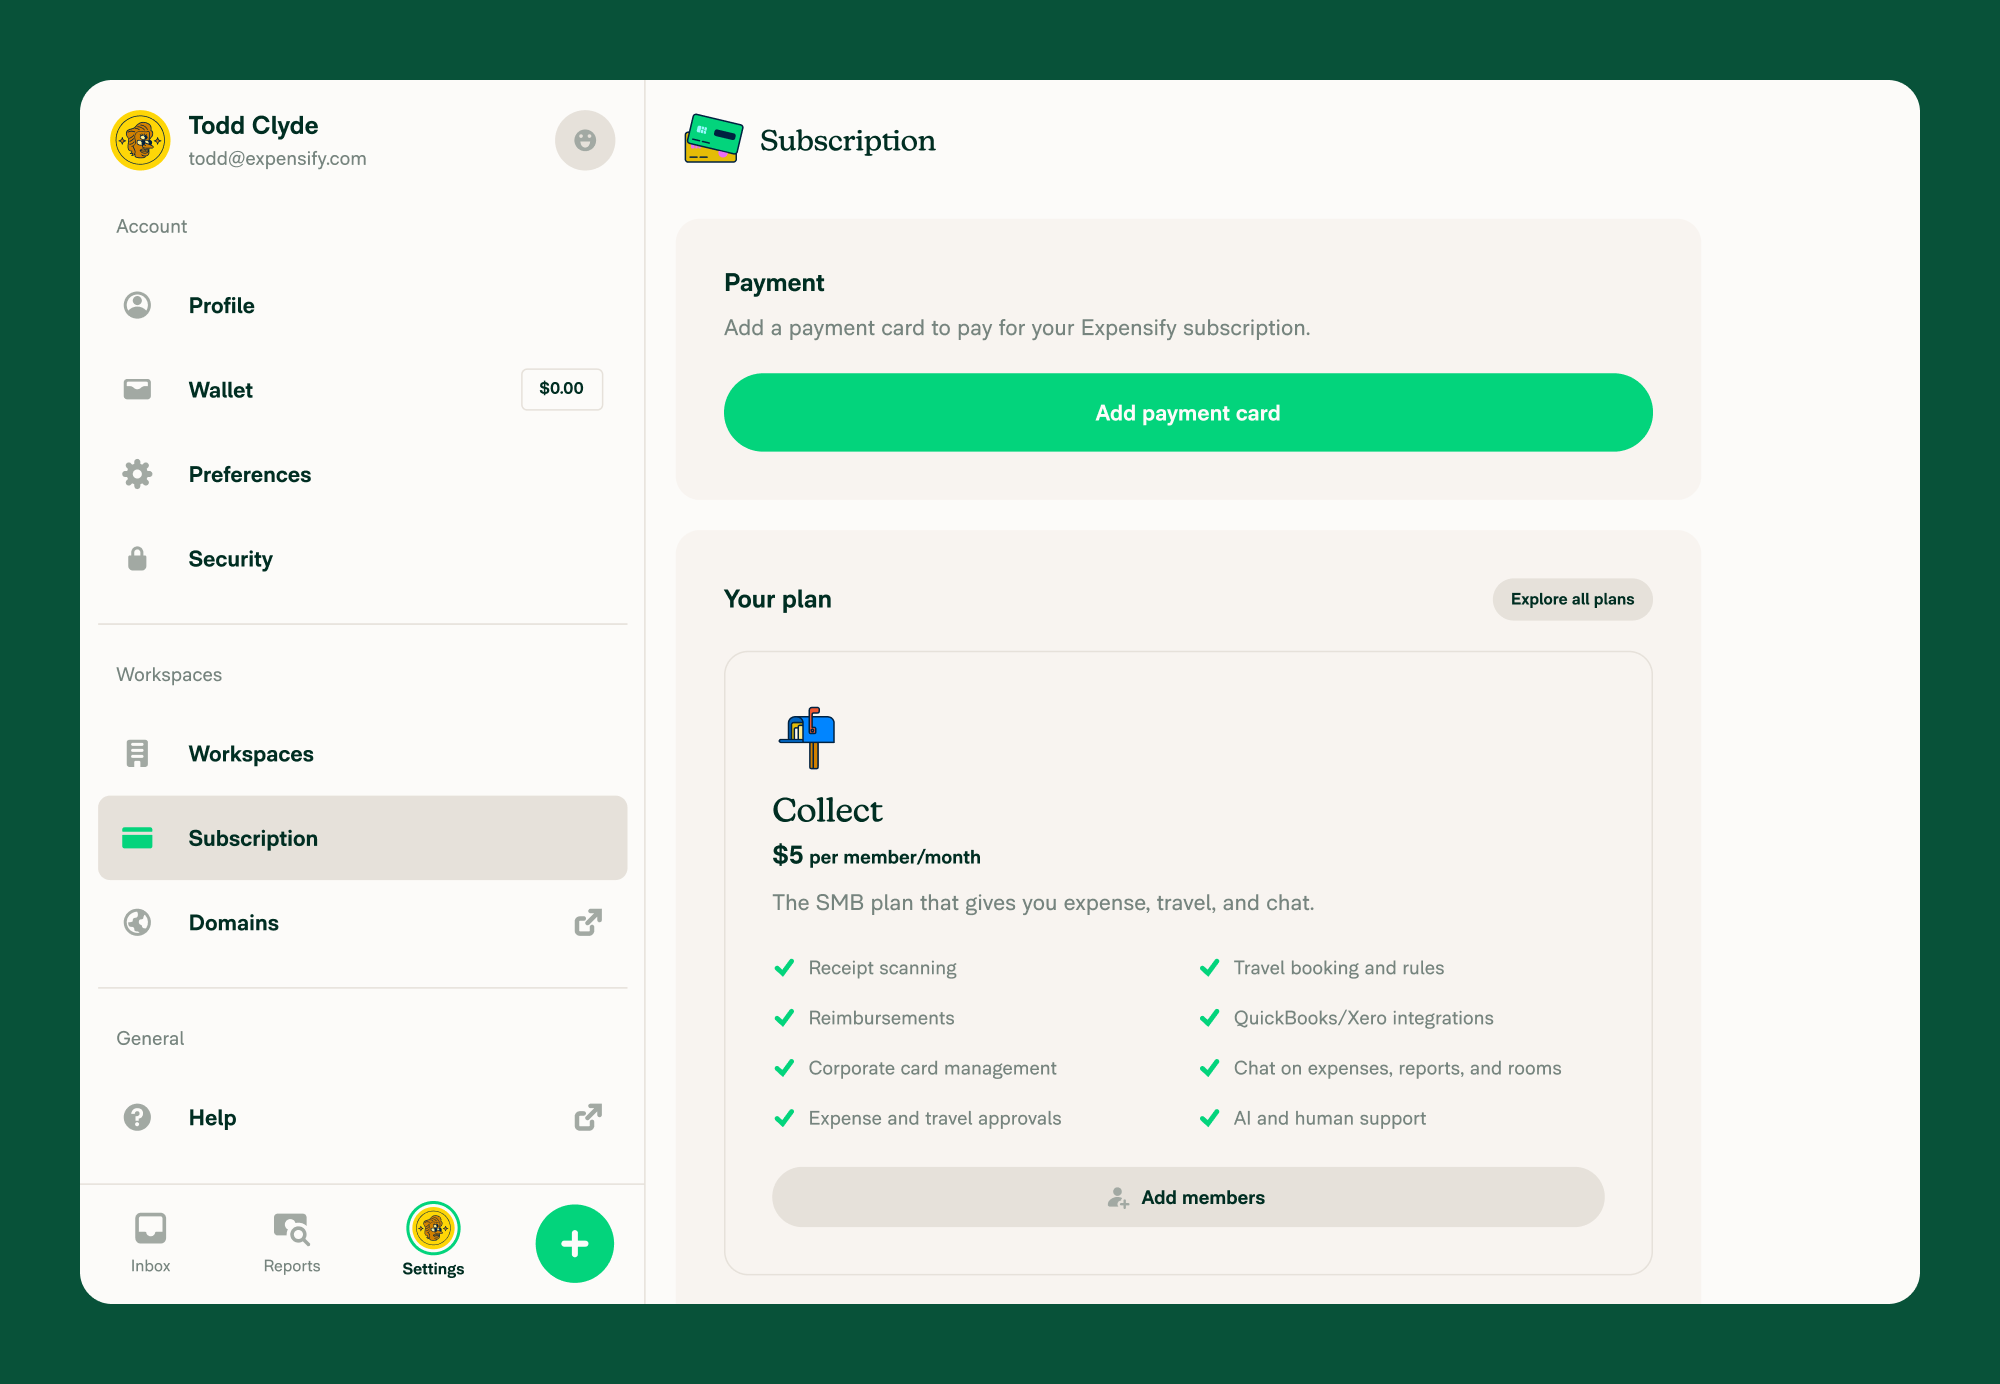 Todd Clyde
todd@expensify.com
Account
Profile
Wallet
$0.00
Preferences
Security
Workspaces
Workspaces
Subscription
Domains
General
Help
Inbox
Reports
Settings
Subscription
Payment
Add a payment card to pay for your Expensify subscription.
Add payment card
Your plan
Explore all plans
Collect
$5 per member/month
The SMB plan that gives you expense, travel, and chat.
Receipt scanning
Travel booking and rules
Reimbursements
QuickBooks/Xero integrations
Corporate card management
Chat on expenses, reports, and rooms
Expense and travel approvals
AI and human support
Add members